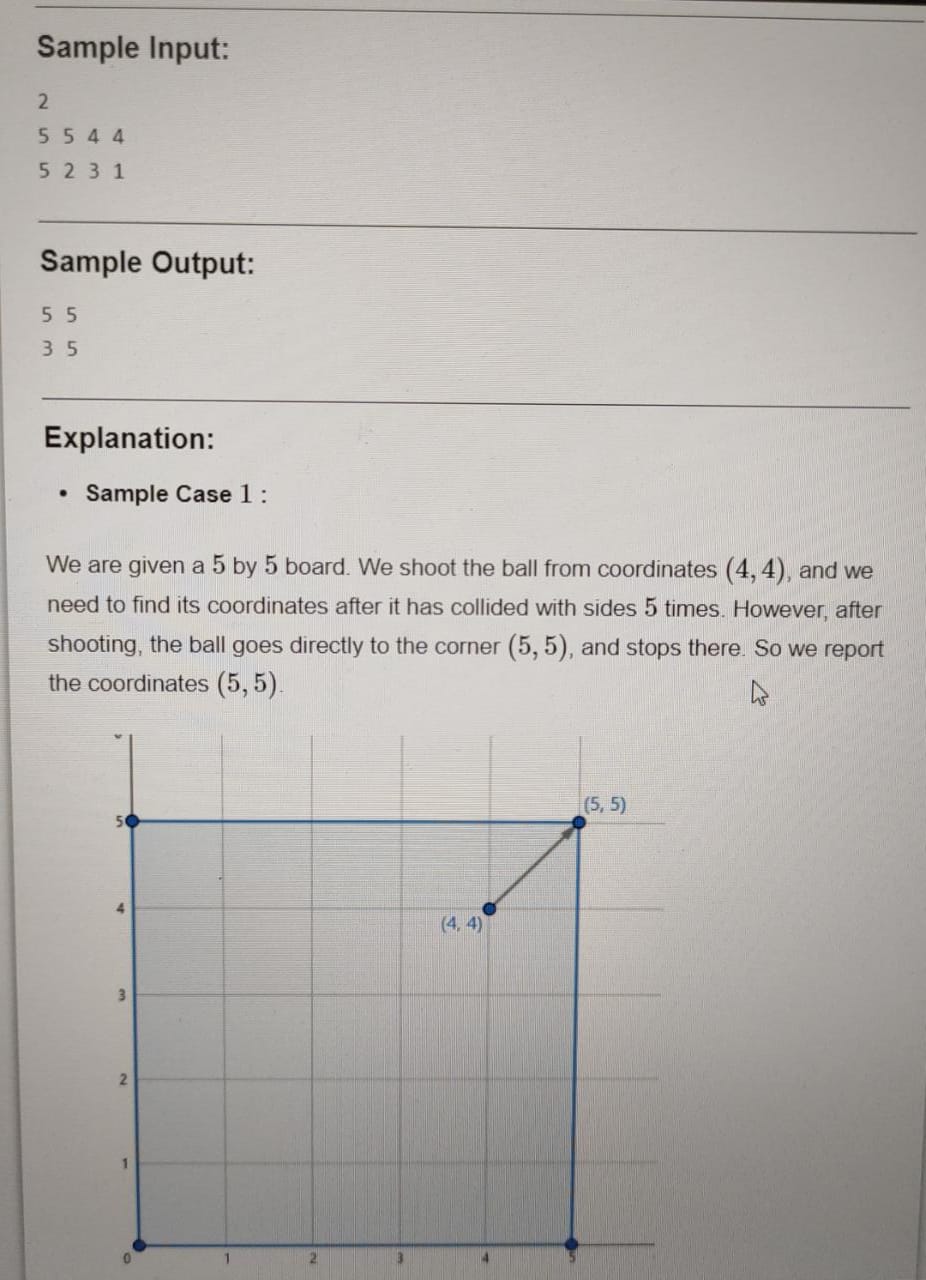 Sample Input:
2
5 5 4 4
5 2 3 1
Sample Output:
5 5
3 5
Explanation:
• Sample Case 1 :
We are given a 5 by 5 board. We shoot the ball from coordinates (4, 4), and we
need to find its coordinates after it has collided with sides 5 times. However, after
shooting, the ball goes directly to the corner (5, 5), and stops there. So we report
the coordinates (5, 5).
(5, 5)
5
4
(4, 4)
3
2
1
0 1 2 3 4 5